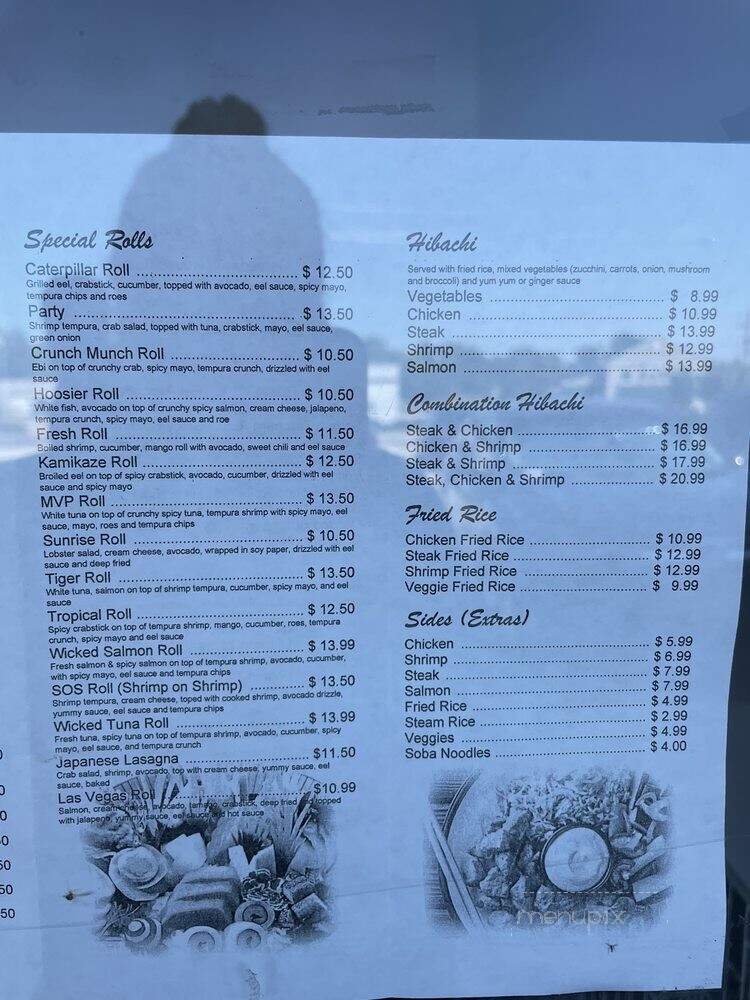 Special Rolls
Caterpillar Roll ................................ $ 12.50
Grilled eel, crabstick, cucumber, topped with avocado, eel sauce, spicy mayo,
tempura chips and roes
Party ............................................. $ 13.50
Shrimp tempura, crab salad, topped with tuna, crabstick, mayo, eel sauce,
green onion
Crunch Munch Roll .......................... $ 10.50
Ebi on top of crunchy crab, spicy mayo, tempura crunch, drizzled with eel
sauce
Hoosier Roll ................................... $ 10.50
White fish, avocado on top of crunchy spicy salmon, cream cheese, jalapeno,
tempura crunch, spicy mayo, eel sauce and roe
Fresh Roll ...................................... $ 11.50
Boiled shrimp, cucumber, mango roll with avocado, sweet chili and eel sauce
Kamikaze Roll ................................ $ 12.50
Broiled eel on top of spicy crabstick, avocado, cucumber, drizzled with eel
sauce and spicy mayo
MVP Roll ....................................... $ 13.50
White tuna on top of crunchy spicy tuna, tempura shrimp with spicy mayo, eel
sauce, mayo, roes and tempura chips
Sunrise Roll ................................... $ 10.50
Lobster salad, cream cheese, avocado, wrapped in soy paper, drizzled with eel
sauce and deep fried
Tiger Roll ...................................... $ 13.50
White tuna, salmon on top of shrimp tempura, cucumber, spicy mayo, and eel
sauce
Tropical Roll ................................... $ 12.50
Spicy crabstick on top of tempura shrimp, mango, cucumber, roes, tempura
crunch, spicy mayo and eel sauce
Wicked Salmon Roll ........................ $ 13.99
Fresh salmon & spicy salmon on top of tempura shrimp, avocado, cucumber,
with spicy mayo, eel sauce and tempura chips
SOS Roll (Shrimp on Shrimp) ........... $ 13.50
Shrimp tempura, cream cheese, toped with cooked shrimp, avocado drizzle,
yummy sauce, eel sauce and tempura chips
Wicked Tuna Roll ........................... $ 13.99
Fresh tuna, spicy tuna on top of tempura shrimp, avocado, cucumber, spicy
mayo, eel sauce, and tempura crunch
Japanese Lasagna .......................... $11.50
Crab salad, shrimp, avocado, top with cream cheese, yummy sauce, eel
sauce, baked
Las Vegas Roll ............................... $10.99
Salmon, cream cheese, avocado, tamago, crabstick, deep fried and topped
with jalapeno, yummy sauce, eel sauce and hot sauce
Hibachi
Served with fried rice, mixed vegetables (zucchini, carrots, onion, mushroom
and broccoli) and yum yum or ginger sauce
Vegetables .................................... $ 8.99
Chicken ........................................ $ 10.99
Steak ........................................... $ 13.99
Shrimp ......................................... $ 12.99
Salmon ......................................... $ 13.99
Combination Hibachi
Steak & Chicken ............................. $ 16.99
Chicken & Shrimp ........................... $ 16.99
Steak & Shrimp .............................. $ 17.99
Steak, Chicken & Shrimp ................. $ 20.99
Fried Rice
Chicken Fried Rice .......................... $ 10.99
Steak Fried Rice ............................. $ 12.99
Shrimp Fried Rice ........................... $ 12.99
Veggie Fried Rice ........................... $ 9.99
Sides (Extras)
Chicken ........................................ $ 5.99
Shrimp ......................................... $ 6.99
Steak ........................................... $ 7.99
Salmon ......................................... $ 7.99
Fried Rice ..................................... $ 4.99
Steam Rice ................................... $ 2.99
Veggies ........................................ $ 4.99
Soba Noodles ................................ $ 4.00
menupix